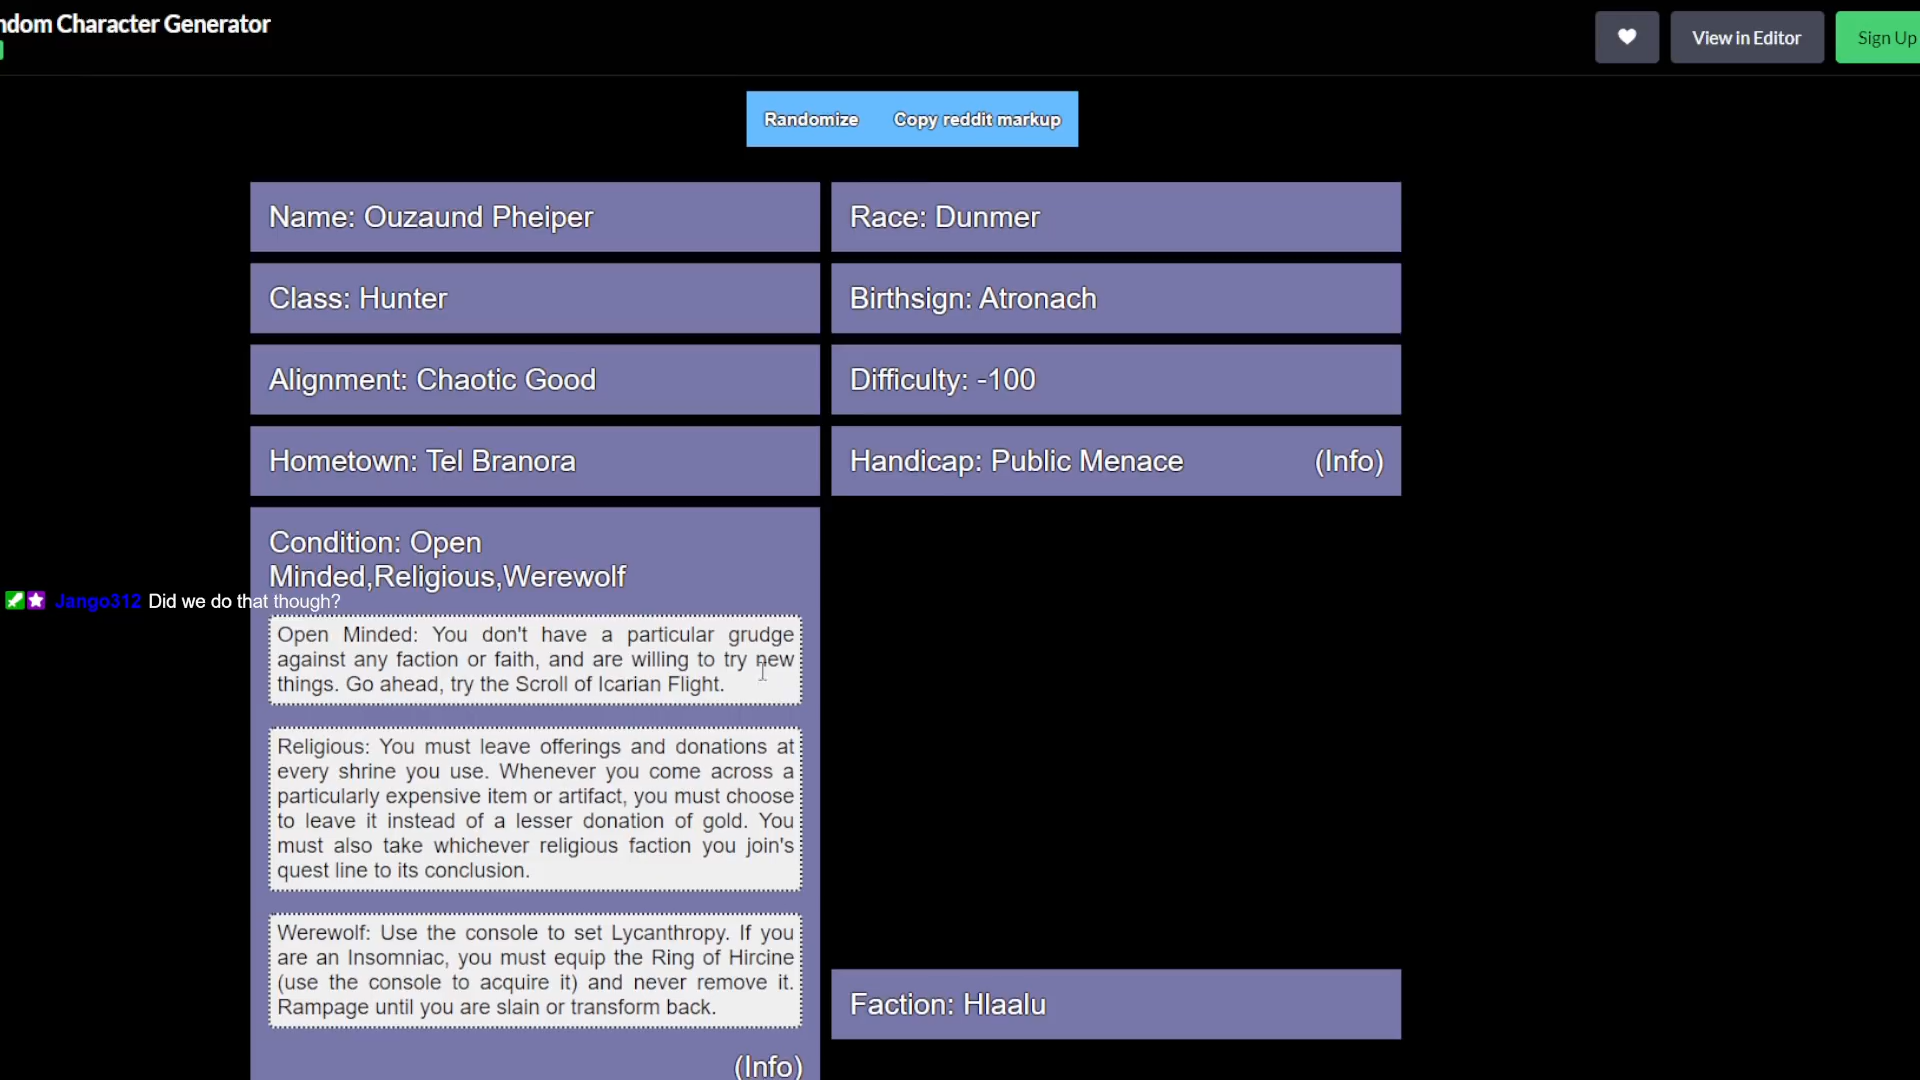 ndom Character Generator
View in Editor
Sign Up
Randomize
Copy reddit markup
Name: Ouzaund Pheiper
Race: Dunmer
Class: Hunter
Birthsign: Atronach
Alignment: Chaotic Good
Difficulty: -100
Hometown: Tel Branora
Handicap: Public Menace
(Info)
Condition: Open
Minded,Religious,Werewolf
Jango312 Did we do that though?
Open Minded: You don't have a particular grudge
against any faction or faith, and are willing to try new
things. Go ahead, try the Scroll of Icarian Flight.
Religious: You must leave offerings and donations at
every shrine you use. Whenever you come across a
particularly expensive item or artifact, you must choose
to leave it instead of a lesser donation of gold. You
must also take whichever religious faction you join's
quest line to its conclusion.
Werewolf: Use the console to set Lycanthropy. If you
are an Insomniac, you must equip the Ring of Hircine
(use the console to acquire it) and never remove it.
Rampage until you are slain or transform back.
(Info)
Faction: Hlaalu